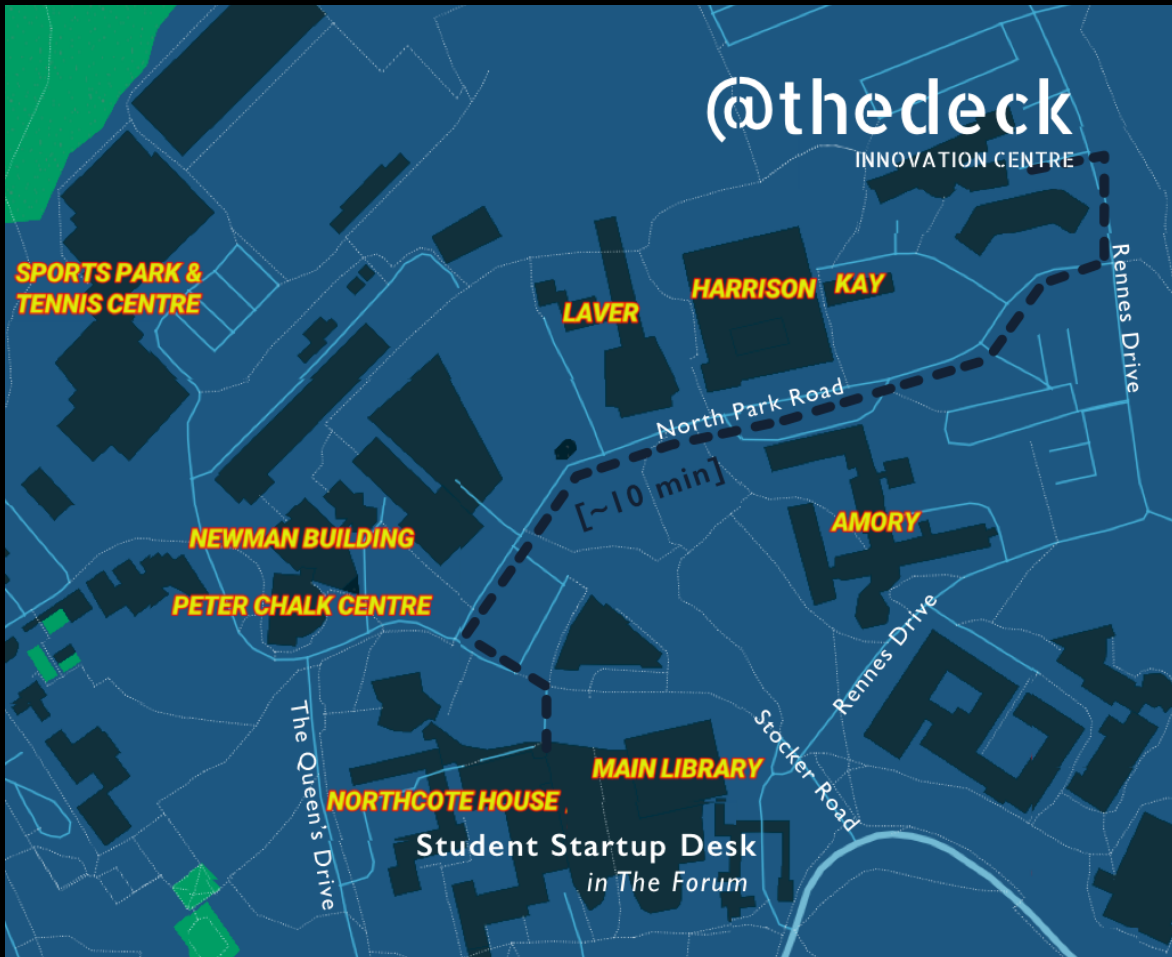 @thedeck
INNOVATION CENTRE
SPORTS PARK &
TENNIS CENTRE
LAVER
HARRISON
KAY
Rennes Drive
North Park Road
[~10 min]
NEWMAN BUILDING
AMORY
PETER CHALK CENTRE
Rennes Drive
The Queen's Drive
Stocker Road
MAIN LIBRARY
NORTHCOTE HOUSE
Student Startup Desk
in The Forum